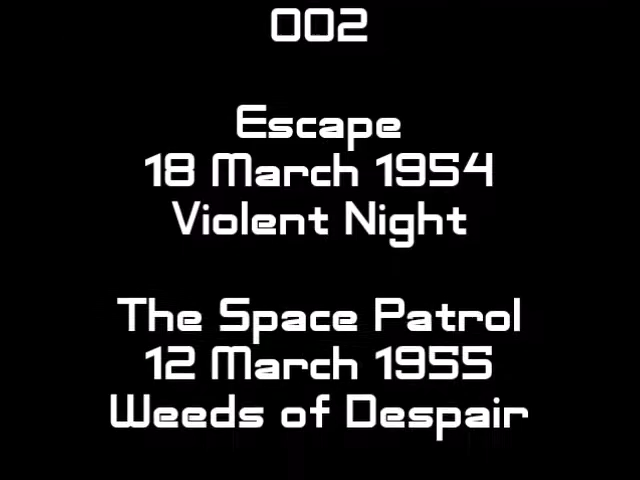 002
Escape
18 March 1954
Violent Night
The Space Patrol
12 March 1955
Weeds of Despair